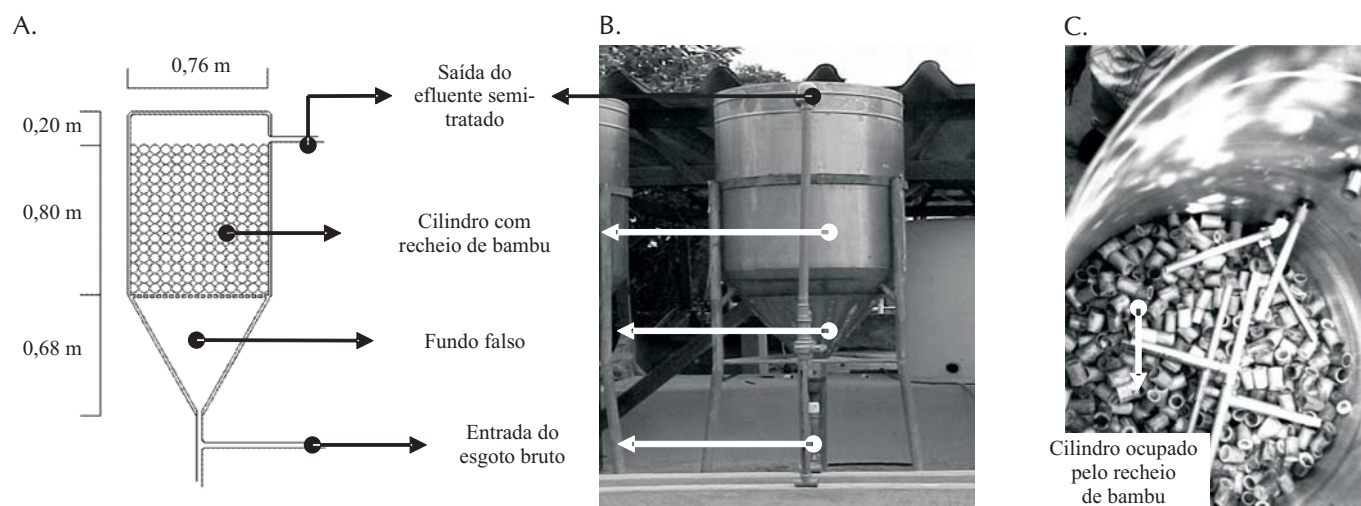 A.
0,76 m
0,20 m
0,80 m
0,68 m
Saída do
efluente semi-
tratado
Cilindro com
recheio de bambu
Fundo falso
Entrada do
esgoto bruto
B.
C.
Cilindro ocupado
pelo recheio
de bambu